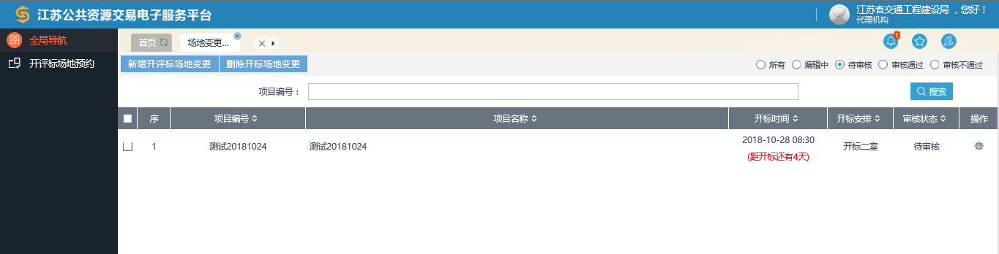 江苏公共资源交易电子服务平台
江苏省交通工程建设局 ，您好！
代理机构
全局导航
开评标场地预约
首页
场地变更...
1
新增开评标场地变更
删除开标场地变更
所有 编辑中 待审核 审核通过 审核不通过
项目编号：
搜索
序 项目编号 项目名称 开标时间 开标安排 审核状态 操作
1 测试20181024 测试20181024 2018-10-28 08:30 开标二室 待审核
(距开标还有4天)